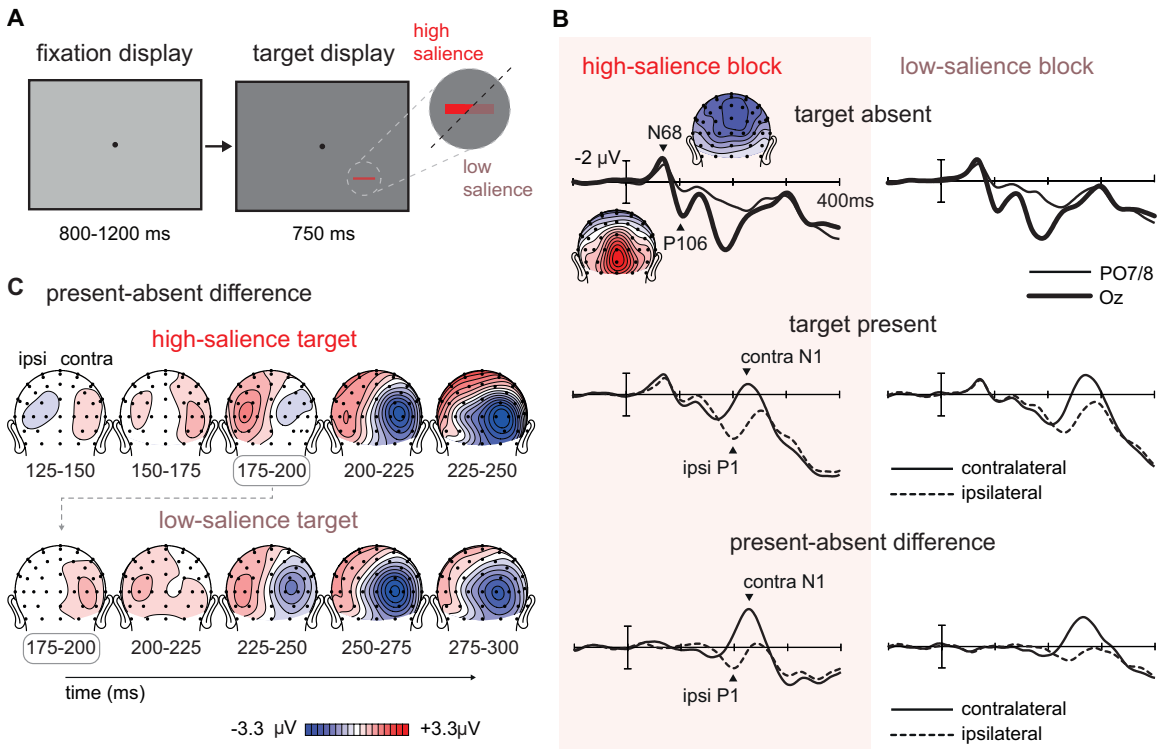 A
fixation display
target display
high
salience
low
salience
800-1200 ms
750 ms
B
high-salience block
low-salience block
target absent
N68
-2 µV
400ms
P106
PO7/8
Oz
target present
contra N1
ipsi P1
contralateral
ipsilateral
present-absent difference
contra N1
ipsi P1
contralateral
ipsilateral
C
present-absent difference
high-salience target
ipsi
contra
125-150
150-175
175-200
200-225
225-250
low-salience target
175-200
200-225
225-250
250-275
275-300
time (ms)
-3.3 µV
+3.3µV